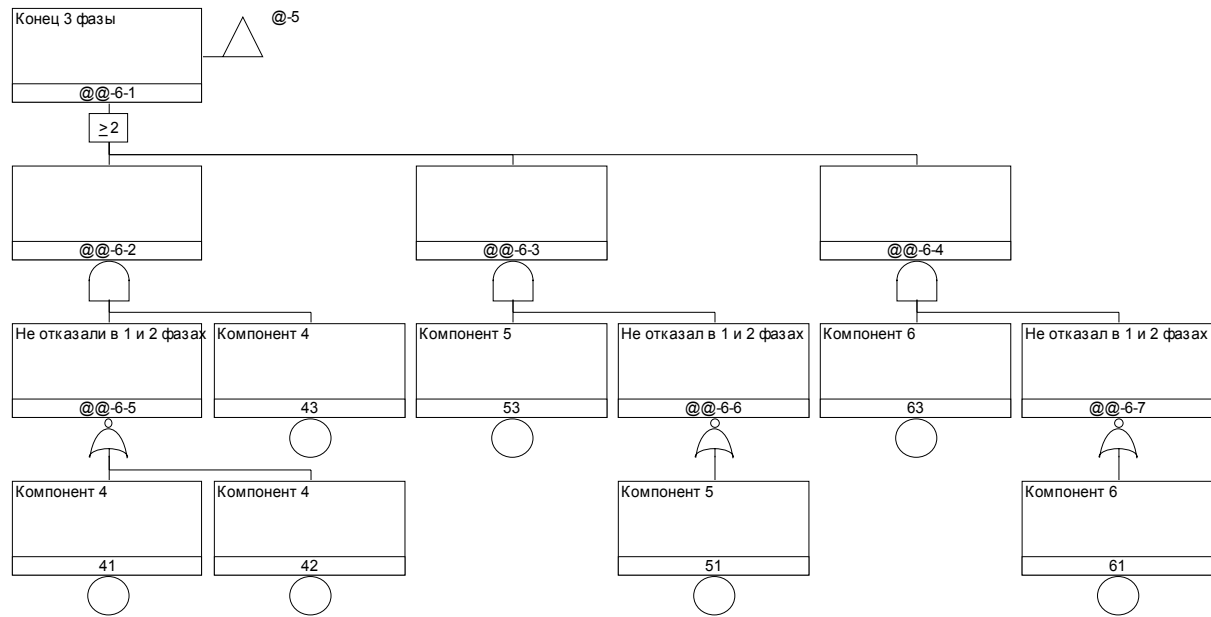 Конец 3 фазы
@-5
@@-6-1
≥2
@@-6-2
@@-6-3
@@-6-4
Не отказали в 1 и 2 фазах
Компонент 4
Компонент 5
Не отказал в 1 и 2 фазах
Компонент 6
Не отказал в 1 и 2 фазах
@@-6-5
43
53
@@-6-6
63
@@-6-7
Компонент 4
Компонент 4
Компонент 5
Компонент 6
41
42
51
61